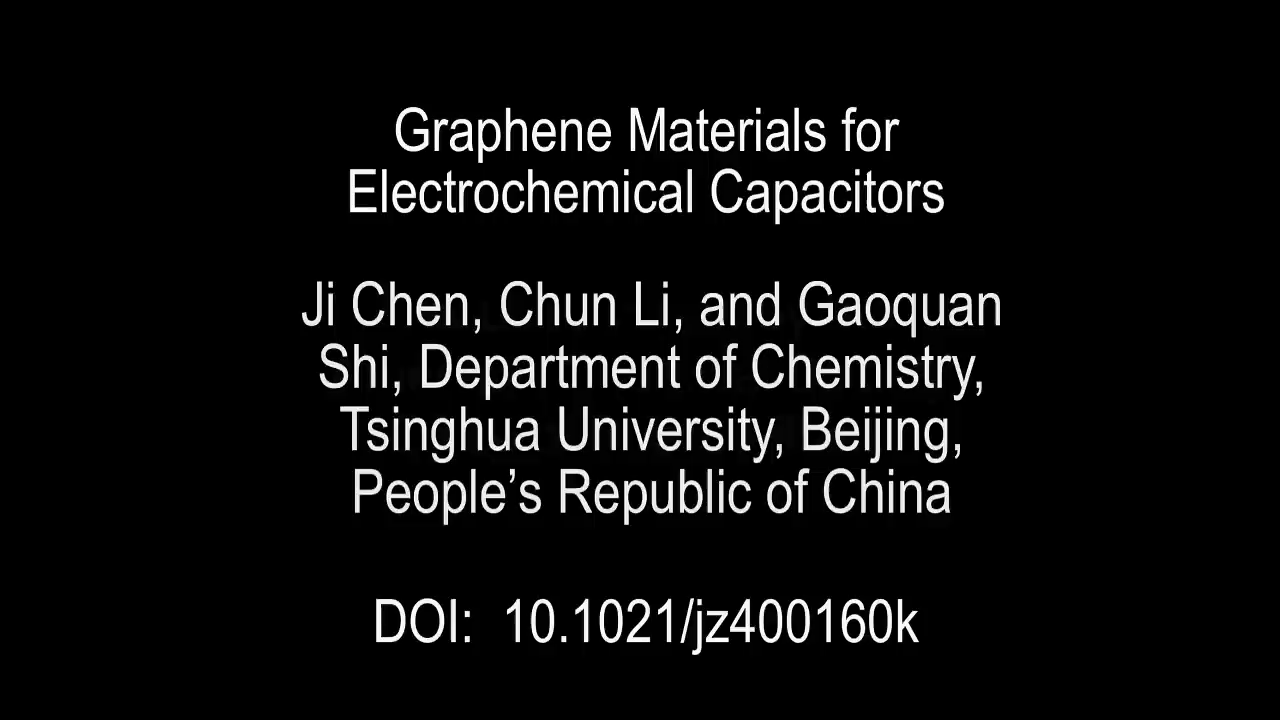 Graphene Materials for
Electrochemical Capacitors
Ji Chen, Chun Li, and Gaoquan
Shi, Department of Chemistry,
Tsinghua University, Beijing,
People’s Republic of China
DOI:  10.1021/jz400160k